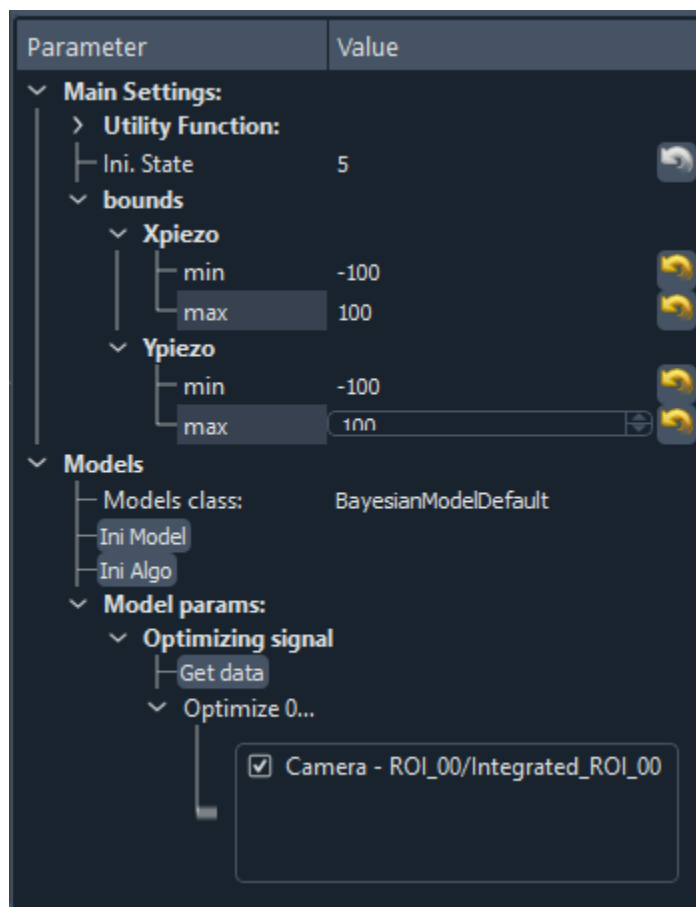 Parameter Value
Main Settings:
Utility Function:
Ini. State 5
bounds
Xpiezo
min -100
max 100
Ypiezo
min -100
max 100
Models
Models class: BayesianModelDefault
Ini Model
Ini Algo
Model params:
Optimizing signal
Get data
Optimize 0...
Camera - ROI_00/Integrated_ROI_00